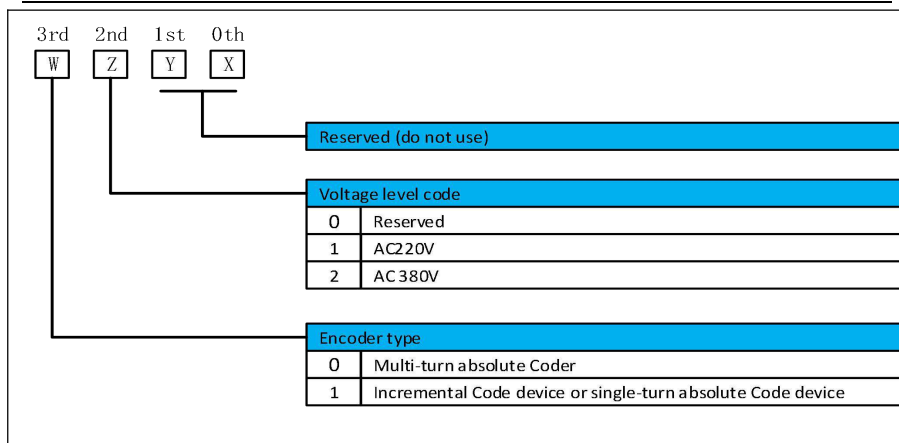 3rd 2nd 1st 0th
W Z Y X
Reserved (do not use)
Voltage level code
0 Reserved
1 AC220V
2 AC380V
Encoder type
0 Multi-turn absolute Coder
1 Incremental Code device or single-turn absolute Code device